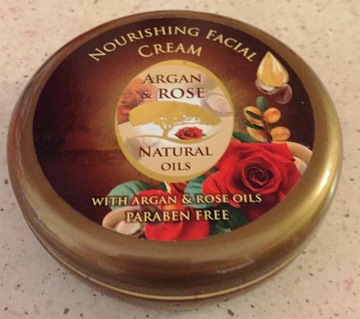 NOURISHING FACIAL
CREAM
ARGAN
& ROSE
NATURAL
OILS
WITH ARGAN & ROSE OILS
PARABEN FREE